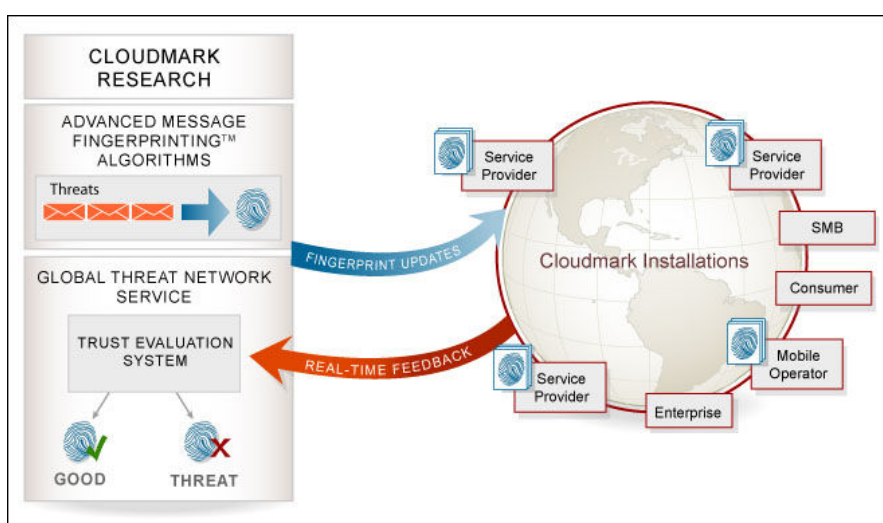 CLOUDMARK
RESEARCH
ADVANCED MESSAGE
FINGERPRINTING™
ALGORITHMS
Threats
GLOBAL THREAT NETWORK
SERVICE
TRUST EVALUATION
SYSTEM
GOOD
THREAT
FINGERPRINT UPDATES
REAL-TIME FEEDBACK
Cloudmark Installations
Service
Provider
Service
Provider
SMB
Consumer
Mobile
Operator
Enterprise
Service
Provider